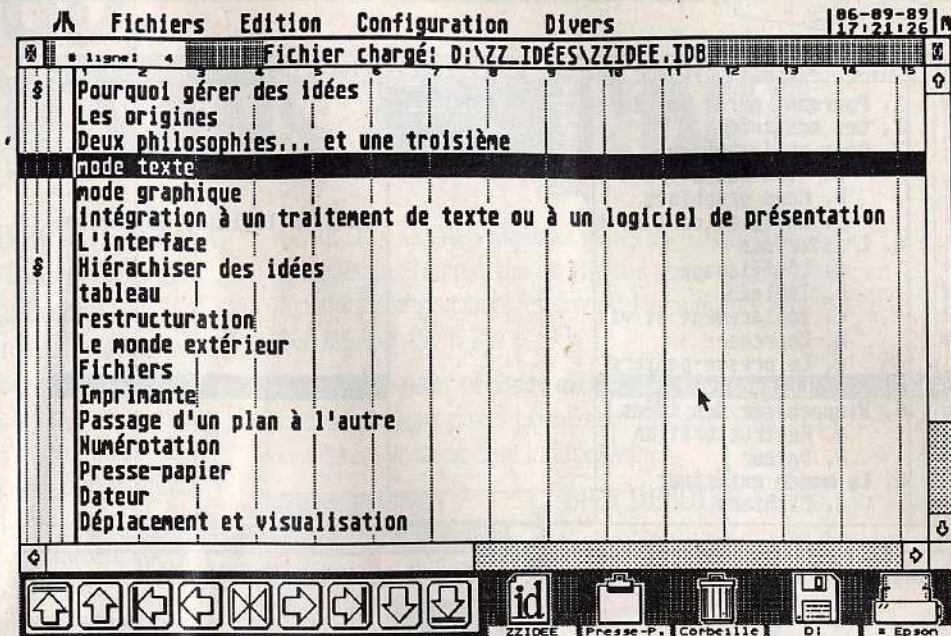 Fichiers Edition Configuration Divers
06-09-89
17:21:26
# ligne: 4 Fichier chargé: D:\ZZ_IDÉES\ZZIDEE.IDB
1 2 3 4 5 6 7 8 9 10 11 12 13 14 15
§ Pourquoi gérer des idées
Les origines
Deux philosophies... et une troisième
mode texte
mode graphique
intégration à un traitement de texte ou à un logiciel de présentation
L'interface
§ Hiérachiser des idées
tableau
restructuration
Le monde extérieur
Fichiers
Imprimante
Passage d'un plan à l'autre
Numérotation
Presse-papier
Dateur
Déplacement et visualisation
id
ZZIDEE Presse-P. Corbeille D: # Epson